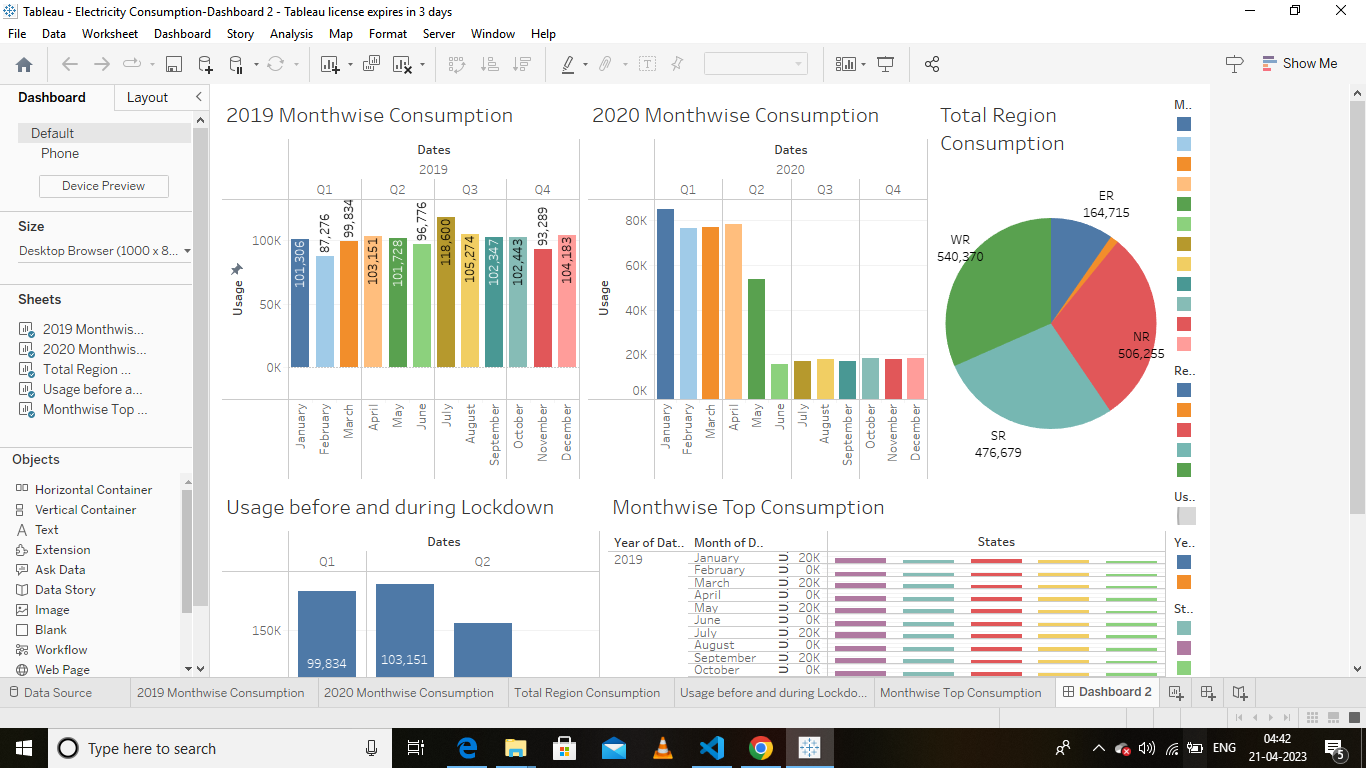 Tableau - Electricity Consumption-Dashboard 2 - Tableau license expires in 3 days
File Data Worksheet Dashboard Story Analysis Map Format Server Window Help
Show Me
Dashboard Layout
Default
Phone
Device Preview
Size
Desktop Browser (1000 x 8...
Sheets
2019 Monthwis...
2020 Monthwis...
Total Region ...
Usage before a...
Monthwise Top ...
Objects
Horizontal Container
Vertical Container
Text
Extension
Ask Data
Data Story
Image
Blank
Workflow
Web Page
2019 Monthwise Consumption
Dates
2019
Q1 Q2 Q3 Q4
Usage
100K
50K
0K
101,306 87,276 99,834 103,151 101,728 96,776 118,600 105,274 102,347 102,443 93,289 104,183
January February March April May June July August September October November December
2020 Monthwise Consumption
Dates
2020
Q1 Q2 Q3 Q4
Usage
80K
60K
40K
20K
0K
January February March April May June July August September October November December
Total Region
Consumption
ER
164,715
WR
540,370
NR
506,255
SR
476,679
M..
Re..
Us..
Ye..
St..
Usage before and during Lockdown
Dates
Q1 Q2
150K
99,834 103,151
Monthwise Top Consumption
Year of Dat.. Month of D.. States
2019 January 20K
February 0K
March 20K
April 0K
May 20K
June 0K
July 20K
August 0K
September 20K
October 0K
Data Source 2019 Monthwise Consumption 2020 Monthwise Consumption Total Region Consumption Usage before and during Lockdo... Monthwise Top Consumption Dashboard 2
Type here to search
ENG
04:42
21-04-2023
5